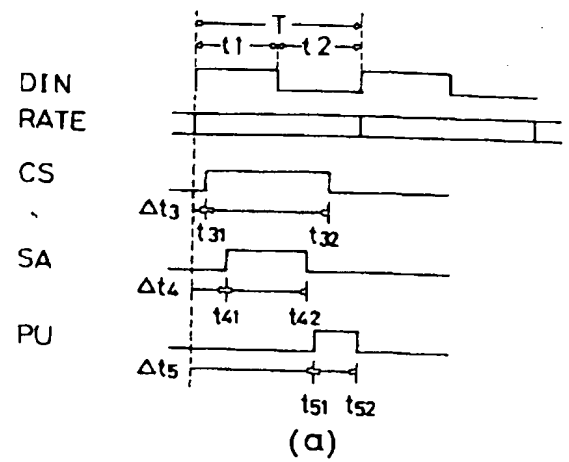 T
t1 t2
DIN
RATE
CS
Δt3
t31 t32
SA
Δt4
t41 t42
PU
Δt5
t51 t52
(a)